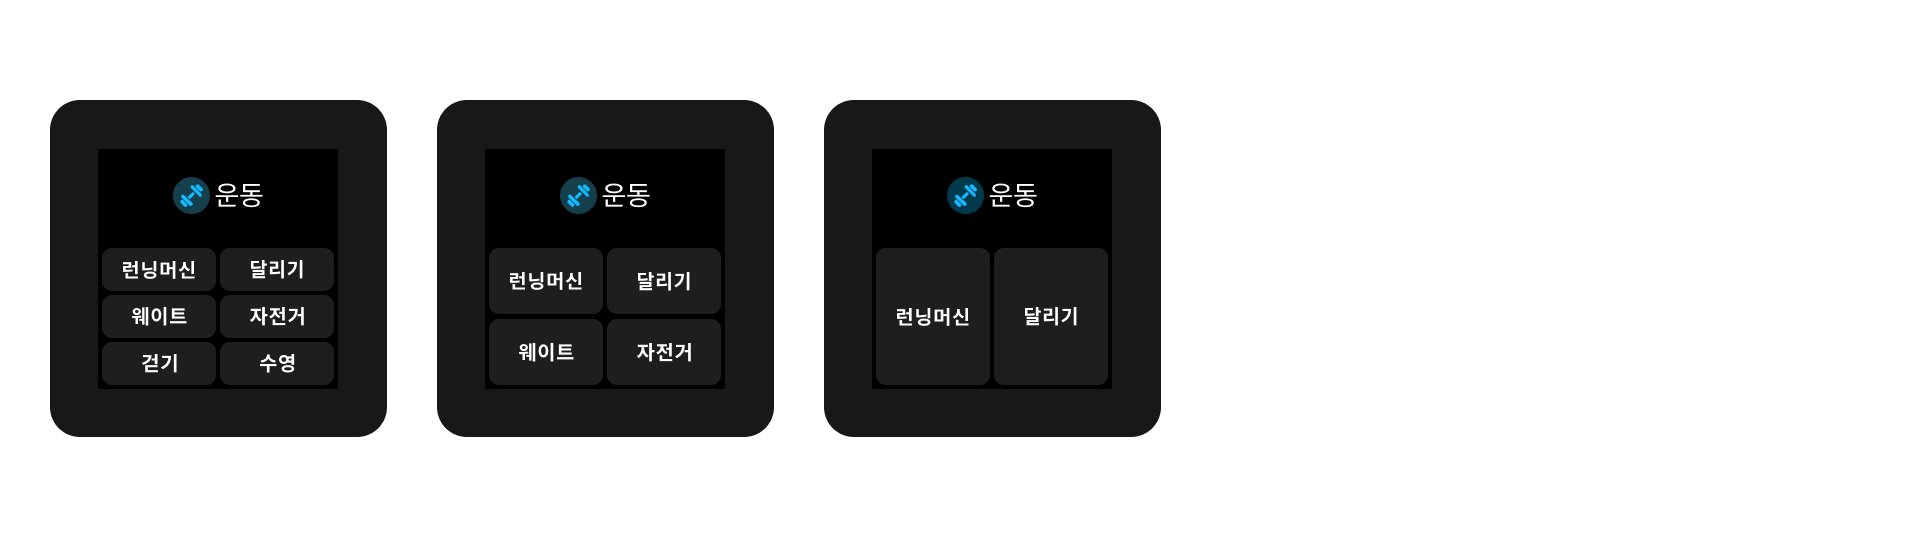 운동
런닝머신 달리기
웨이트 자전거
걷기 수영
운동
런닝머신 달리기
웨이트 자전거
운동
런닝머신 달리기